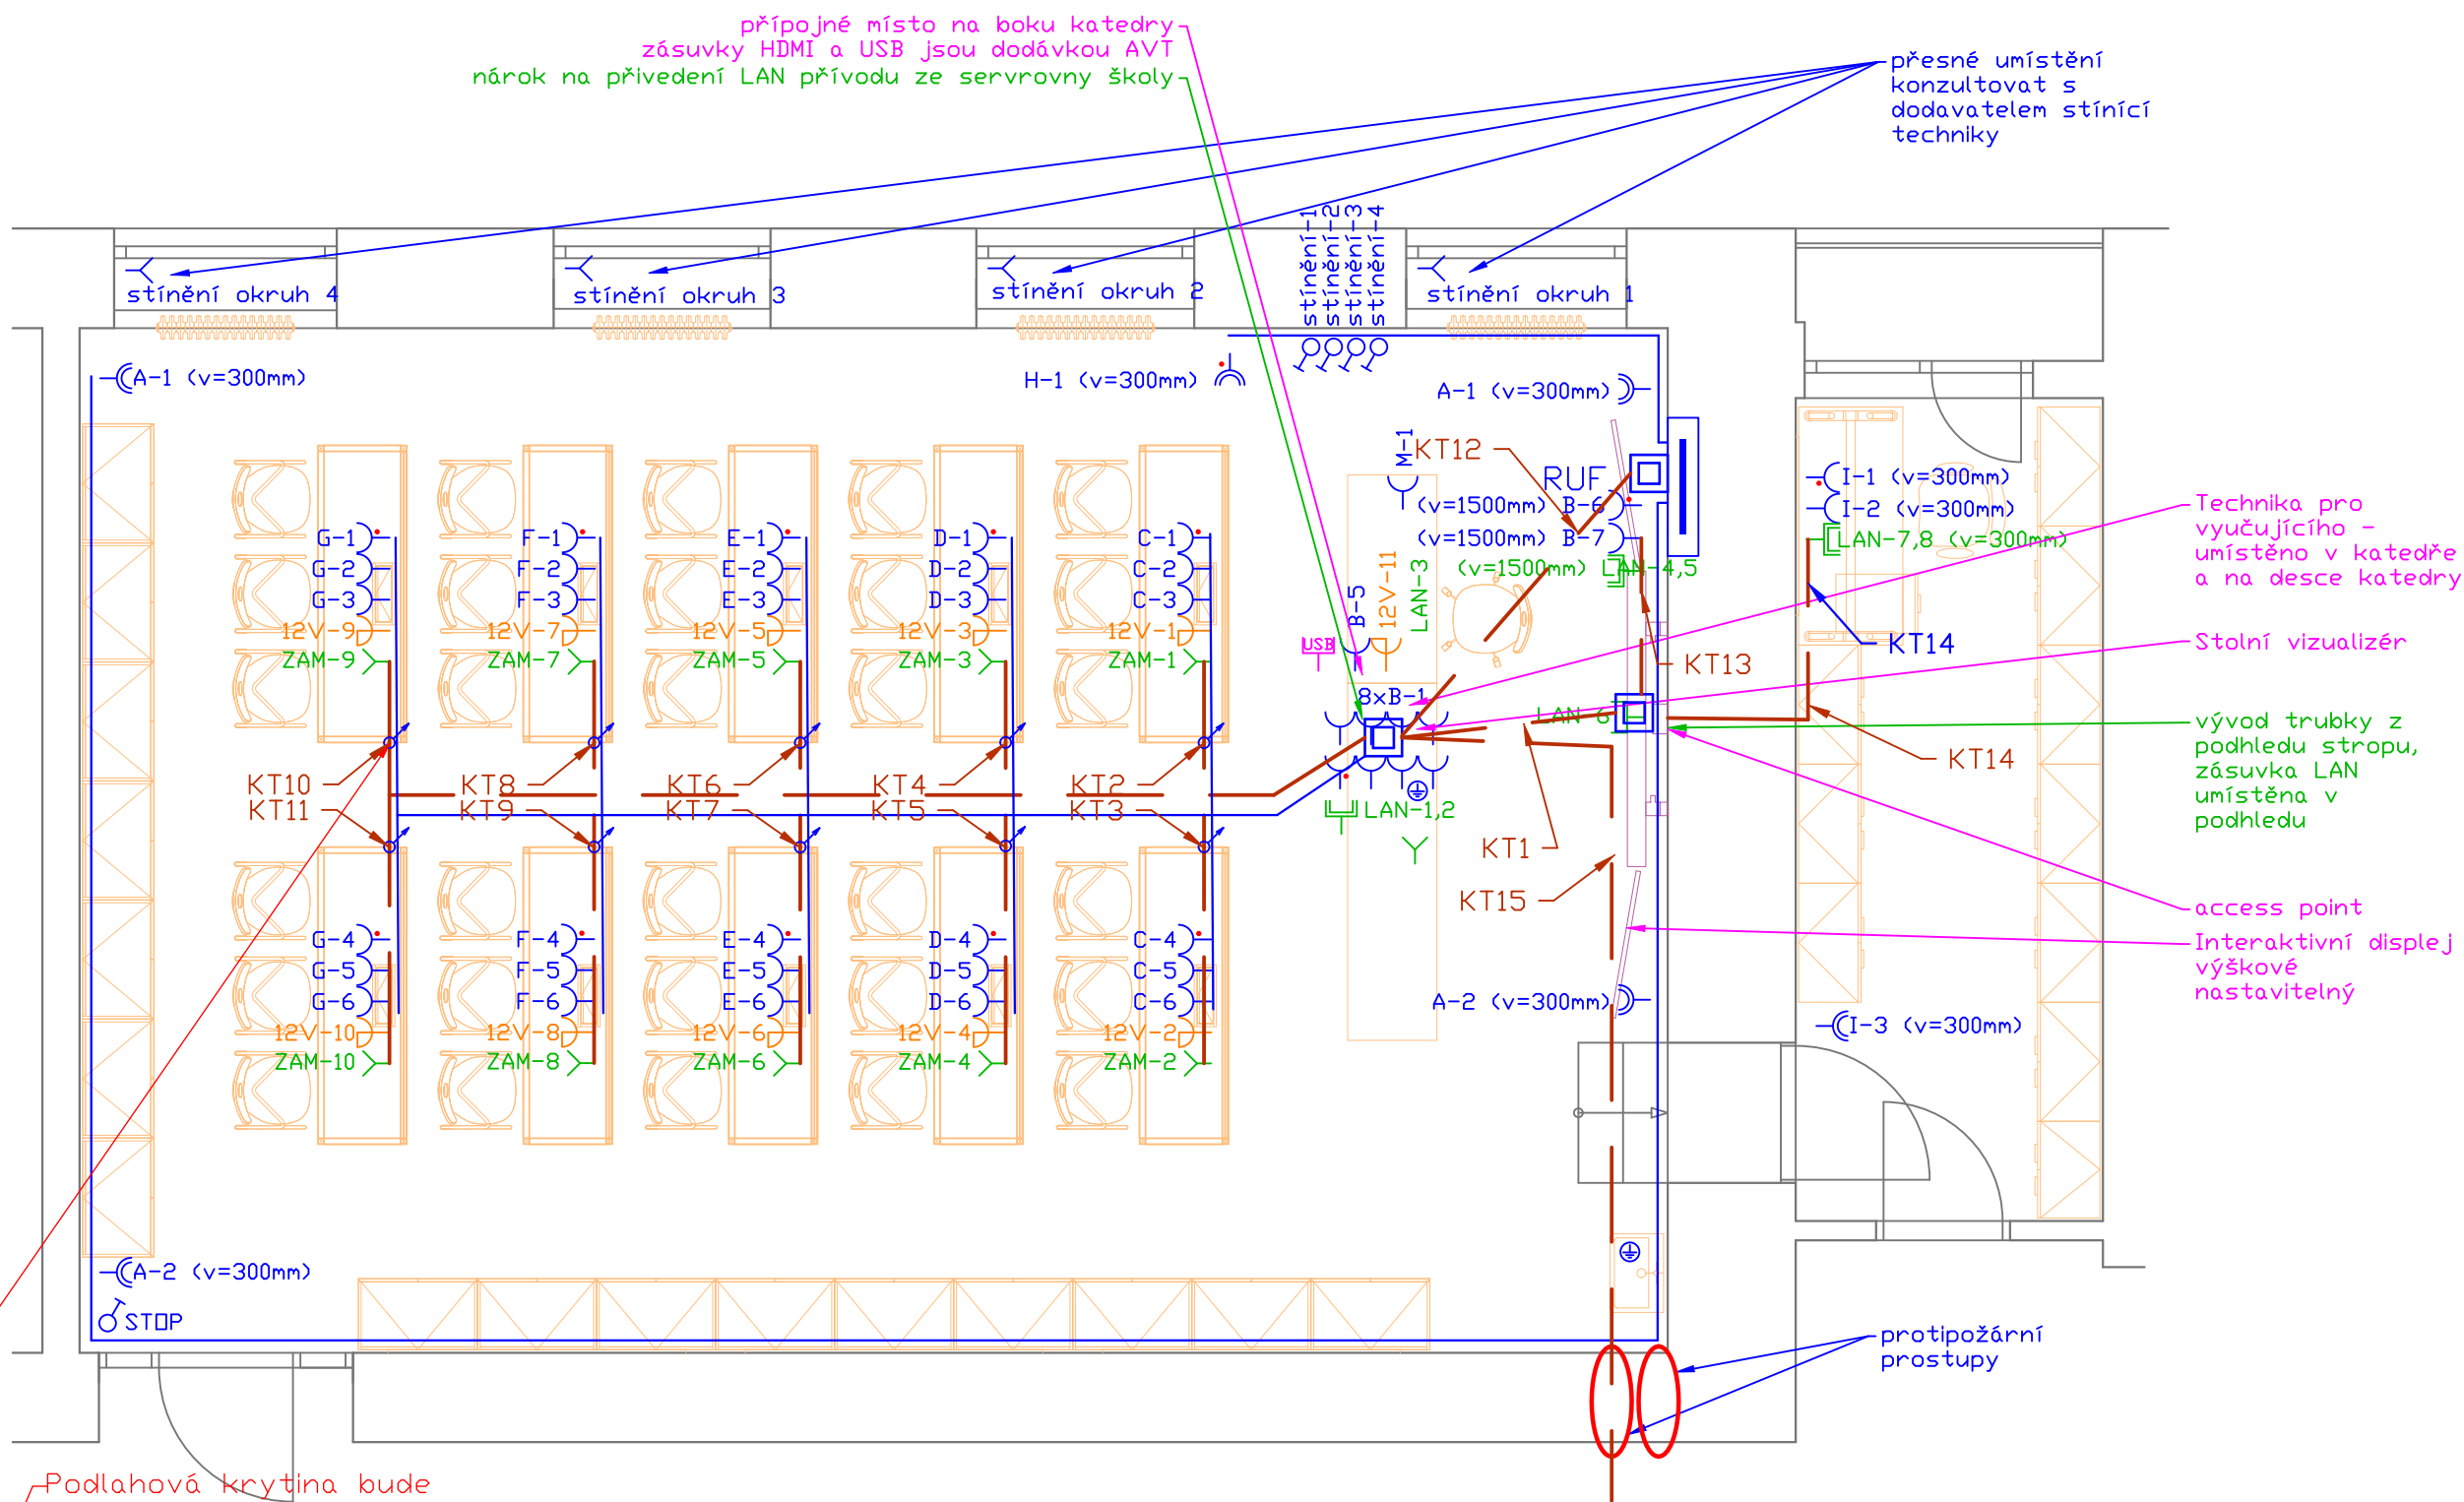 přípojné místo na boku katedry
zásuvky HDMI a USB jsou dodávkou AVT
nárok na přivedení LAN přívodu ze servrovny školy
přesné umístění
konzultovat s
dodavatelem stínící
techniky
stínění-1
stínění-2
stínění-3
stínění-4
stínění okruh 4
stínění okruh 3
stínění okruh 2
stínění okruh 1
A-1 (v=300mm)
H-1 (v=300mm)
A-1 (v=300mm)
M-1
KT12
RUF
(v=1500mm) B-6
(v=1500mm) B-7
(v=1500mm) LAN-4,5
I-1 (v=300mm)
I-2 (v=300mm)
LAN-7,8 (v=300mm)
Technika pro
vyučujícího -
umístěno v katedře
a na desce katedry
G-1
F-1
E-1
D-1
C-1
G-2
F-2
E-2
D-2
C-2
G-3
F-3
E-3
D-3
C-3
12V-9
12V-7
12V-5
12V-3
12V-1
ZAM-9
ZAM-7
ZAM-5
ZAM-3
ZAM-1
B-5
12V-11
LAN-3
USB
KT13
KT14
Stolní vizualizér
8xB-1
LAN-6
vývod trubky z
podhledu stropu,
zásuvka LAN
umístěna v
podhledu
KT14
KT10
KT8
KT6
KT4
KT2
KT11
KT9
KT7
KT5
KT3
LAN-1,2
KT1
KT15
access point
Interaktivní displej
výškově
nastavitelný
G-4
F-4
E-4
D-4
C-4
G-5
F-5
E-5
D-5
C-5
G-6
F-6
E-6
D-6
C-6
12V-10
12V-8
12V-6
12V-4
12V-2
ZAM-10
ZAM-8
ZAM-6
ZAM-4
ZAM-2
A-2 (v=300mm)
I-3 (v=300mm)
A-2 (v=300mm)
STOP
protipožární
prostupy
Podlahová krytina bude